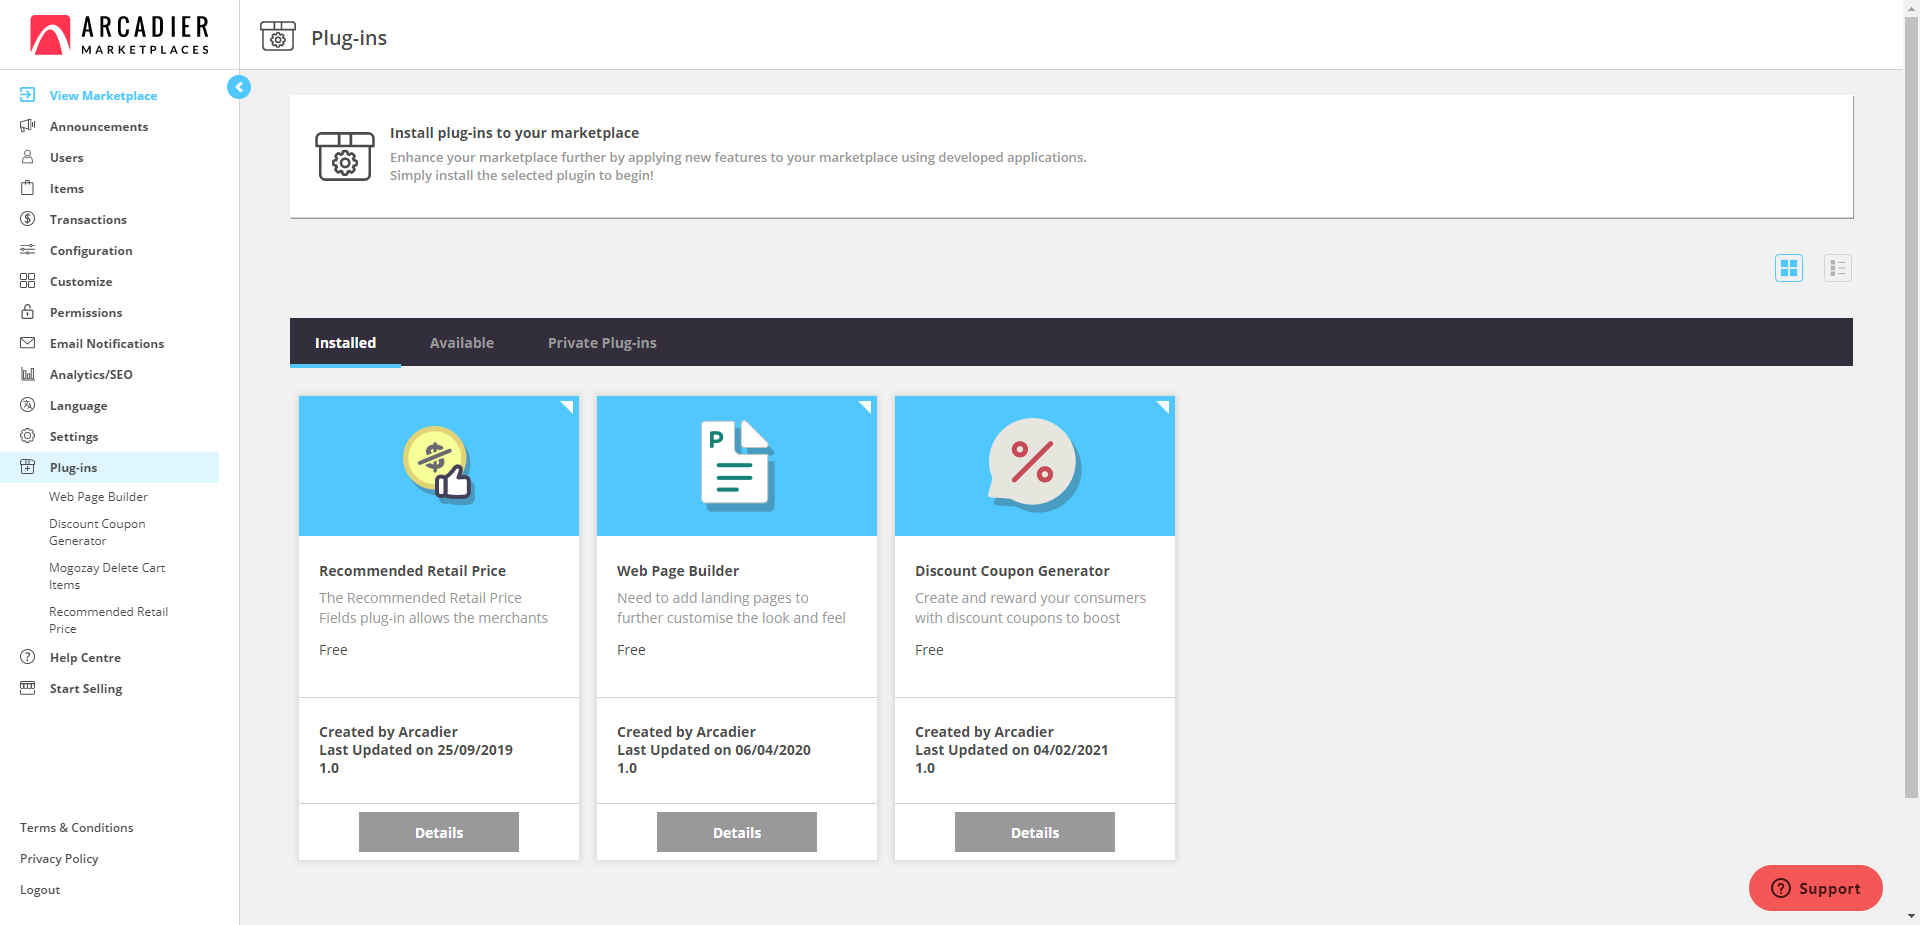 ARCADIER
MARKETPLACES
Plug-ins
View Marketplace
Announcements
Users
Items
Transactions
Configuration
Customize
Permissions
Email Notifications
Analytics/SEO
Language
Settings
Plug-ins
Web Page Builder
Discount Coupon
Generator
Mogozay Delete Cart
Items
Recommended Retail
Price
Help Centre
Start Selling
Terms & Conditions
Privacy Policy
Logout
Install plug-ins to your marketplace
Enhance your marketplace further by applying new features to your marketplace using developed applications.
Simply install the selected plugin to begin!
Installed
Available
Private Plug-ins
$
Recommended Retail Price
The Recommended Retail Price
Fields plug-in allows the merchants
Free
Created by Arcadier
Last Updated on 25/09/2019
1.0
Details
P
Web Page Builder
Need to add landing pages to
further customise the look and feel
Free
Created by Arcadier
Last Updated on 06/04/2020
1.0
Details
%
Discount Coupon Generator
Create and reward your consumers
with discount coupons to boost
Free
Created by Arcadier
Last Updated on 04/02/2021
1.0
Details
Support